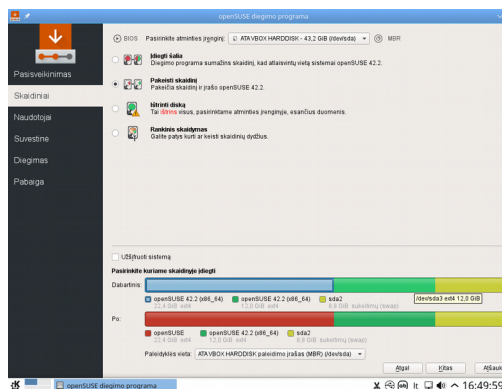 openSUSE diegimo programa
Pasisveikinimas
Skaidiniai
Naudotojai
Suvestinė
Diegimas
Pabaiga
BIOS Pasirinkite atminties įrenginį: ATA VBOX HARDDISK - 43,2 GiB (/dev/sda) MBR
Įdiegti šalia
Diegimo programa sumažins skaidinį, kad atlaisvintų vietą sistemai openSUSE 42.2.
Pakeisti skaidinį
Pakeičia skaidinį ir įrašo openSUSE 42.2.
Ištrinti diską
Tai ištrins visus, pasirinktame atminties įrenginyje, esančius duomenis.
Rankinis skaidymas
Galite patys kurti ar keisti skaidinių dydžius.
Užšifruoti sistemą
Pasirinkite kuriame skaidinyje įdiegti
Dabartinis:
openSUSE 42.2 (x86_64) openSUSE 42.2 (x86_64) sda2
22,4 GiB ext4 12,0 GiB ext4 8,8 GiB sukeitimų (swap)
/dev/sda3 ext4 12,0 GiB
Po:
openSUSE openSUSE 42.2 (x86_64) sda2
22,4 GiB ext4 12,0 GiB ext4 8,8 GiB sukeitimų (swap)
Paleidyklės vieta: ATA VBOX HARDDISK paleidimo įrašas (MBR) (/dev/sda)
Atgal Kitas
openSUSE diegimo programa
lt 16:49:55